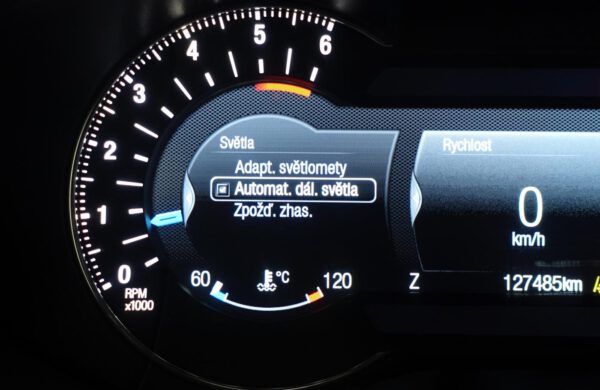 6
5
4
3
2
1
0
RPM
x1000
Světla
Adapt. světlomety
Automat. dál. světla
Zpožď. zhas.
60 °C 120
Rychlost
0
km/h
Z 127485km